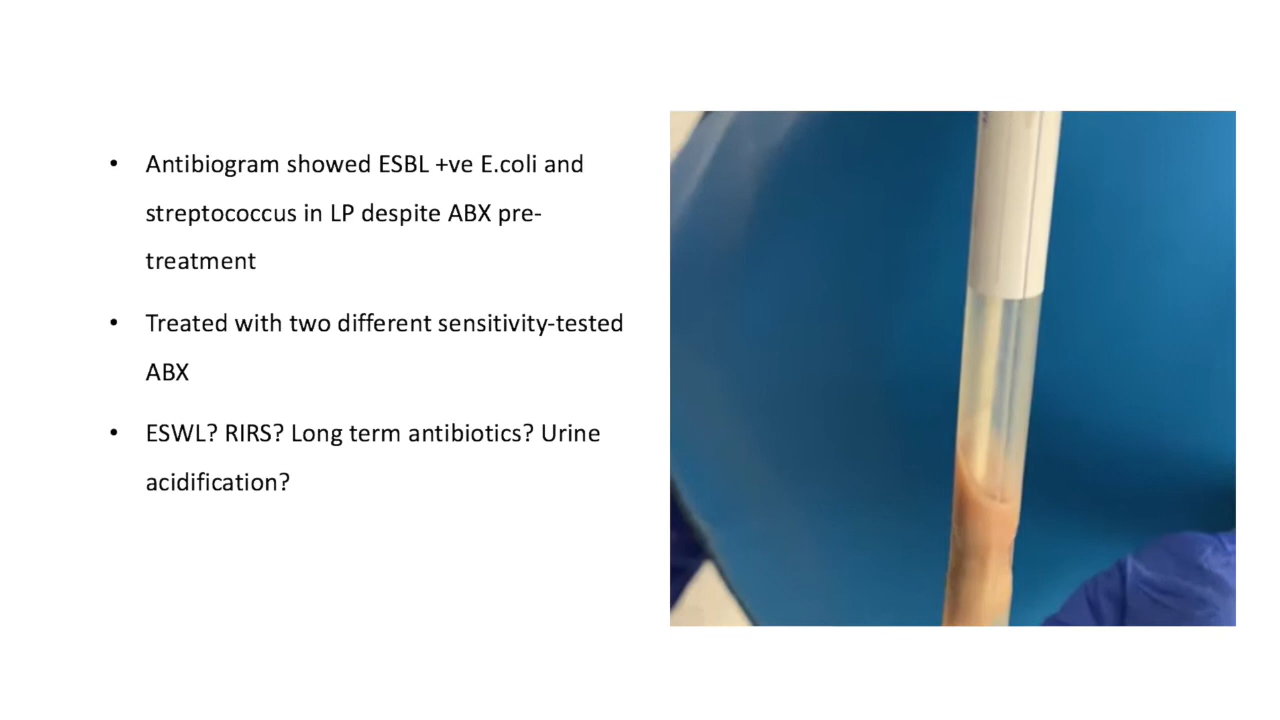 • Antibiogram showed ESBL +ve E.coli and
streptococcus in LP despite ABX pre-
treatment
• Treated with two different sensitivity-tested
ABX
• ESWL? RIRS? Long term antibiotics? Urine
acidification?